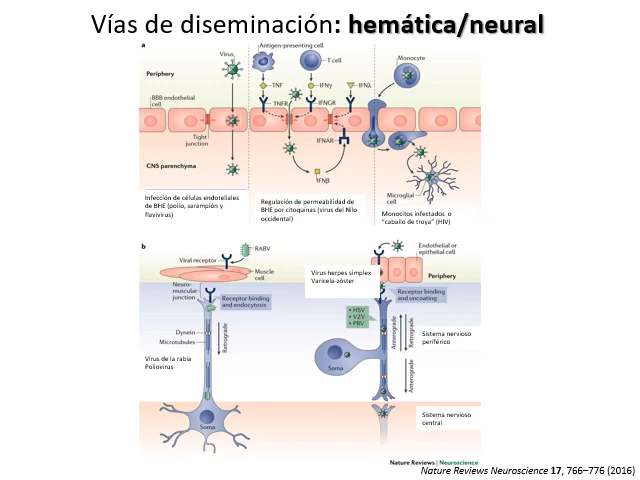 Vías de diseminación: hemática/neural
a
Virus
Antigen-presenting cell
T cell
Monocyte
Periphery
TNF
IFNγ
IFNλ
BBB endothelial
cell
TNFR
IFNGR
Tight
junction
IFNAR
CNS parenchyma
IFNβ
Microglial
cell
Infección de células endoteliales
de BHE (polio, sarampión y
flavivirus)
Regulación de permeabilidad de
BHE por citoquinas (virus del Nilo
occidental)
Monocitos infectados o
"caballo de troya" (HIV)
b
RABV
Viral receptor
Muscle
cell
Neuro-
muscular
junction
Receptor binding
and endocytosis
Dynein
Microtubules
Retrograde
Virus de la rabia
Poliovirus
Soma
Virus herpes simplex
Varicela-zóster
Endothelial or
epithelial cell
Periphery
Receptor binding
and uncoating
• HSV
• VZV
• PRV
Anterograde
Retrograde
Sistema nervioso
periférico
Soma
Anterograde
Sistema nervioso
central
Nature Reviews | Neuroscience
Nature Reviews Neuroscience 17, 766–776 (2016)